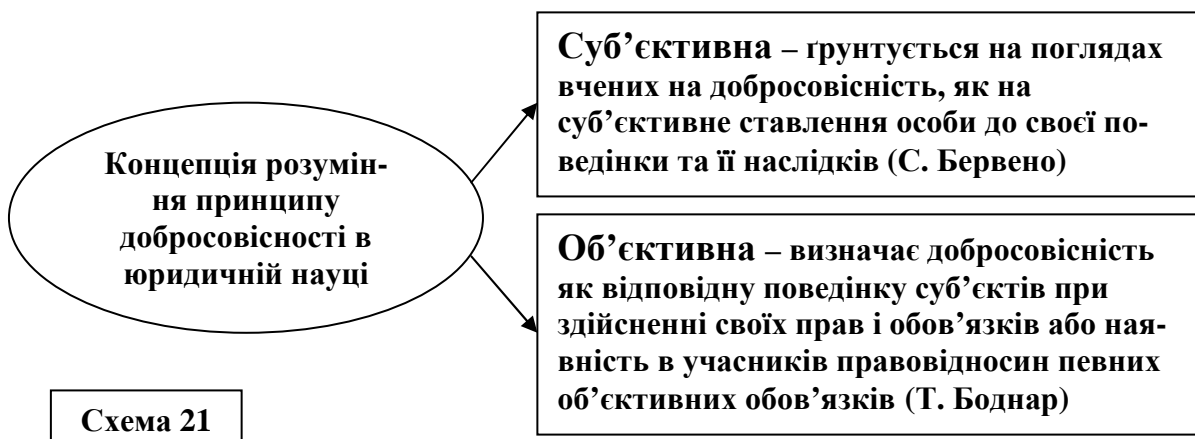 Концепція розумін-
ня принципу
добросовісності в
юридичній науці
Суб’єктивна – ґрунтується на поглядах
вчених на добросовісність, як на
суб’єктивне ставлення особи до своєї по-
ведінки та її наслідків (С. Бервено)
Об’єктивна – визначає добросовісність
як відповідну поведінку суб’єктів при
здійсненні своїх прав і обов’язків або ная-
вність в учасників правовідносин певних
об’єктивних обов’язків (Т. Боднар)
Схема 21